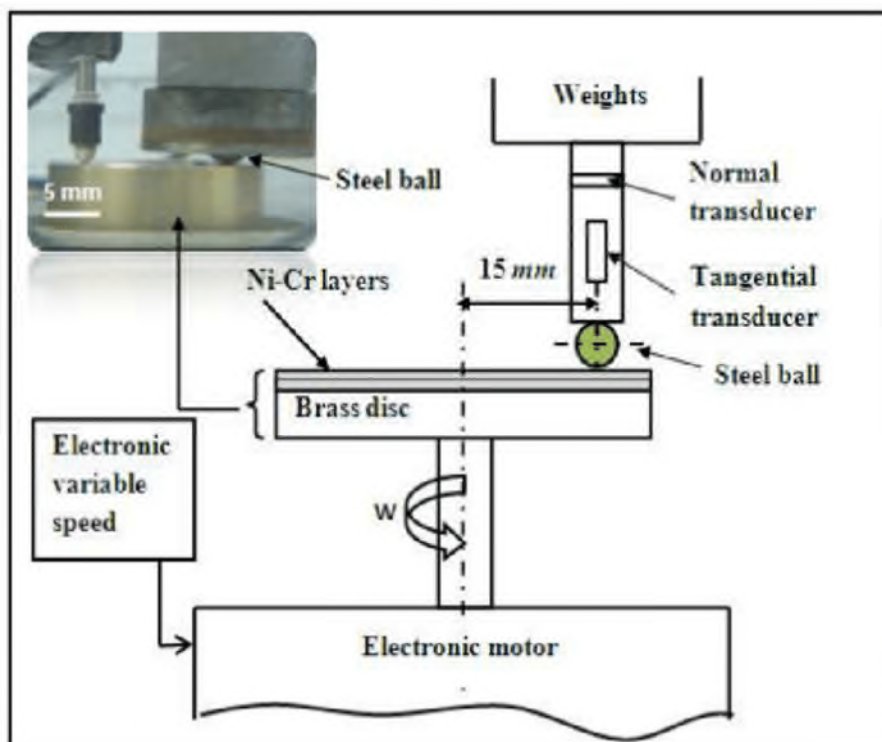 Weights
Steel ball
5 mm
Normal
transducer
15 mm
Ni-Cr layers
Tangential
transducer
Steel ball
Brass disc
Electronic
variable
speed
W
Electronic motor